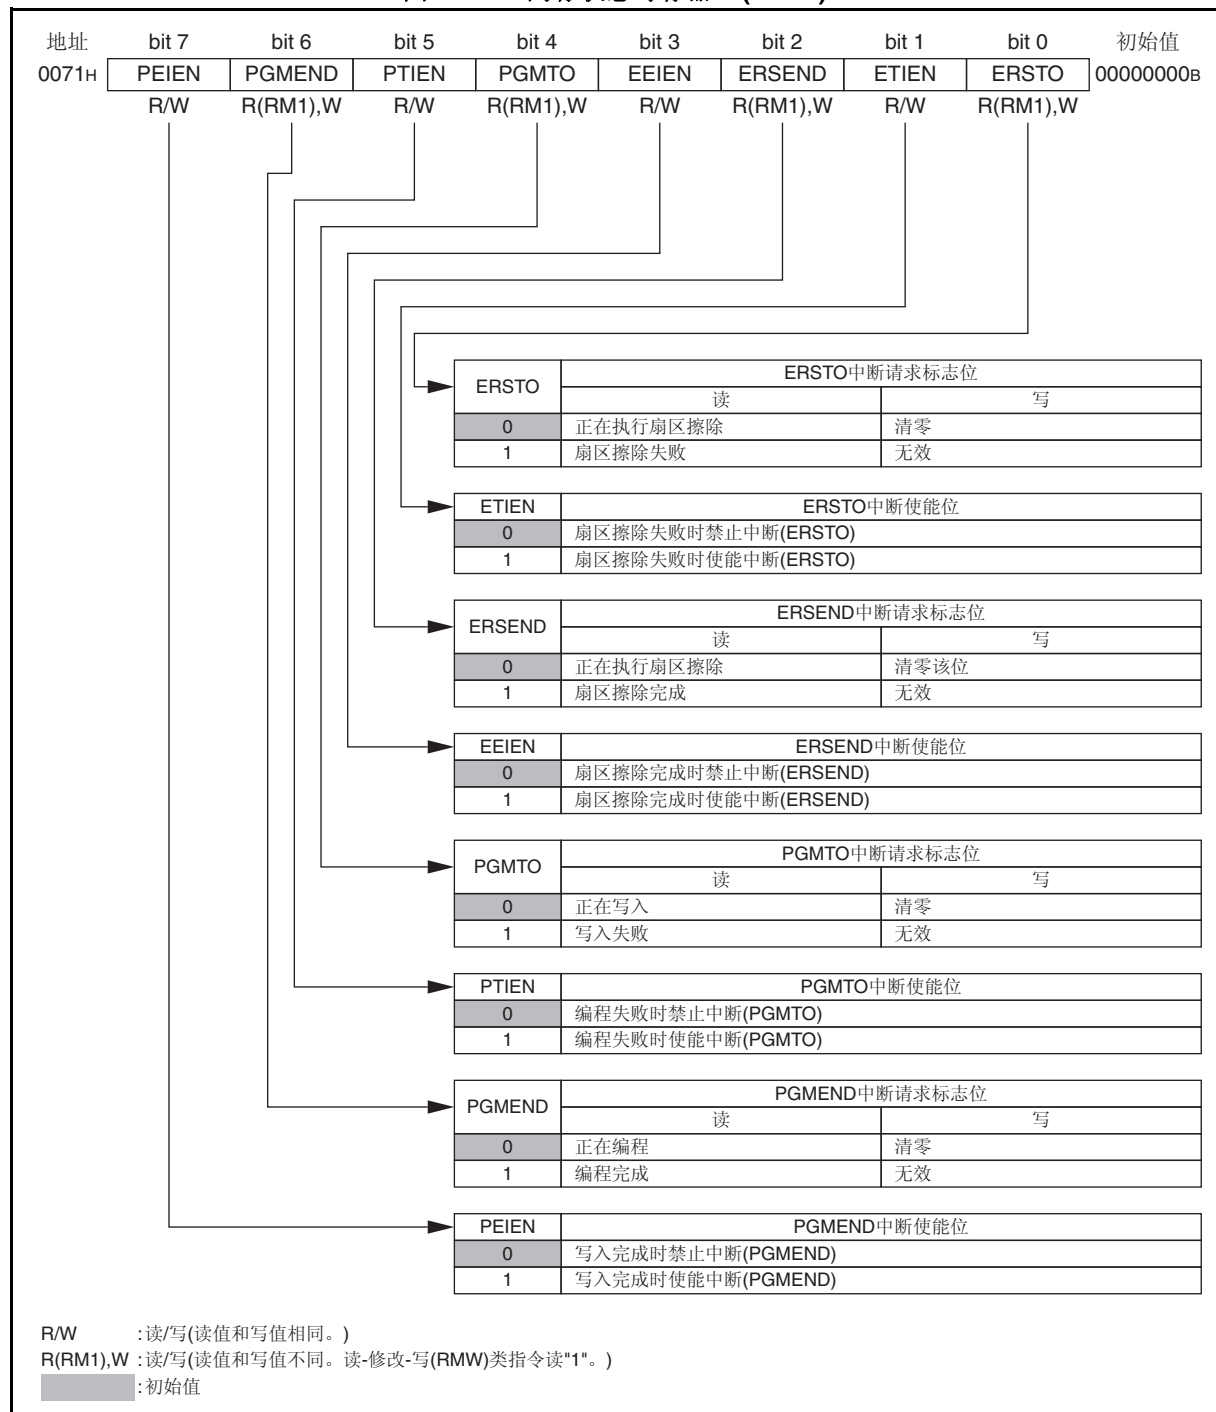 地址 bit 7 bit 6 bit 5 bit 4 bit 3 bit 2 bit 1 bit 0 初始值
0071H PEIEN PGMEND PTIEN PGMTO EEIEN ERSEND ETIEN ERSTO 00000000B
R/W R(RM1),W R/W R(RM1),W R/W R(RM1),W R/W R(RM1),W
ERSTO ERSTO中断请求标志位
读 写
0 正在执行扇区擦除 清零
1 扇区擦除失败 无效
ETIEN ERSTO中断使能位
0 扇区擦除失败时禁止中断(ERSTO)
1 扇区擦除失败时使能中断(ERSTO)
ERSEND ERSEND中断请求标志位
读 写
0 正在执行扇区擦除 清零该位
1 扇区擦除完成 无效
EEIEN ERSEND中断使能位
0 扇区擦除完成时禁止中断(ERSEND)
1 扇区擦除完成时使能中断(ERSEND)
PGMTO PGMTO中断请求标志位
读 写
0 正在写入 清零
1 写入失败 无效
PTIEN PGMTO中断使能位
0 编程失败时禁止中断(PGMTO)
1 编程失败时使能中断(PGMTO)
PGMEND PGMEND中断请求标志位
读 写
0 正在编程 清零
1 编程完成 无效
PEIEN PGMEND中断使能位
0 写入完成时禁止中断(PGMEND)
1 写入完成时使能中断(PGMEND)
R/W :读/写(读值和写值相同。)
R(RM1),W :读/写(读值和写值不同。读-修改-写(RMW)类指令读"1"。)
:初始值